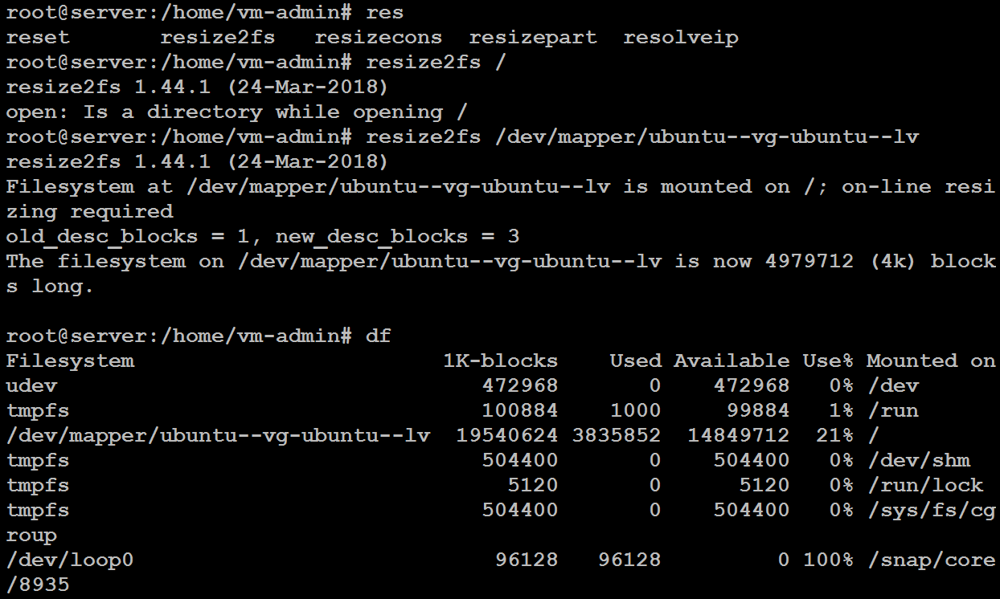 root@server:/home/vm-admin# res
reset       resize2fs   resizecons  resizepart  resolveip
root@server:/home/vm-admin# resize2fs /
resize2fs 1.44.1 (24-Mar-2018)
open: Is a directory while opening /
root@server:/home/vm-admin# resize2fs /dev/mapper/ubuntu--vg-ubuntu--lv
resize2fs 1.44.1 (24-Mar-2018)
Filesystem at /dev/mapper/ubuntu--vg-ubuntu--lv is mounted on /; on-line resi
zing required
old_desc_blocks = 1, new_desc_blocks = 3
The filesystem on /dev/mapper/ubuntu--vg-ubuntu--lv is now 4979712 (4k) block
s long.

root@server:/home/vm-admin# df
Filesystem                        1K-blocks    Used Available Use% Mounted on
udev                                 472968       0    472968   0% /dev
tmpfs                                100884    1000     99884   1% /run
/dev/mapper/ubuntu--vg-ubuntu--lv  19540624 3835852  14849712  21% /
tmpfs                                504400       0    504400   0% /dev/shm
tmpfs                                  5120       0      5120   0% /run/lock
tmpfs                                504400       0    504400   0% /sys/fs/cg
roup
/dev/loop0                            96128   96128         0 100% /snap/core
/8935